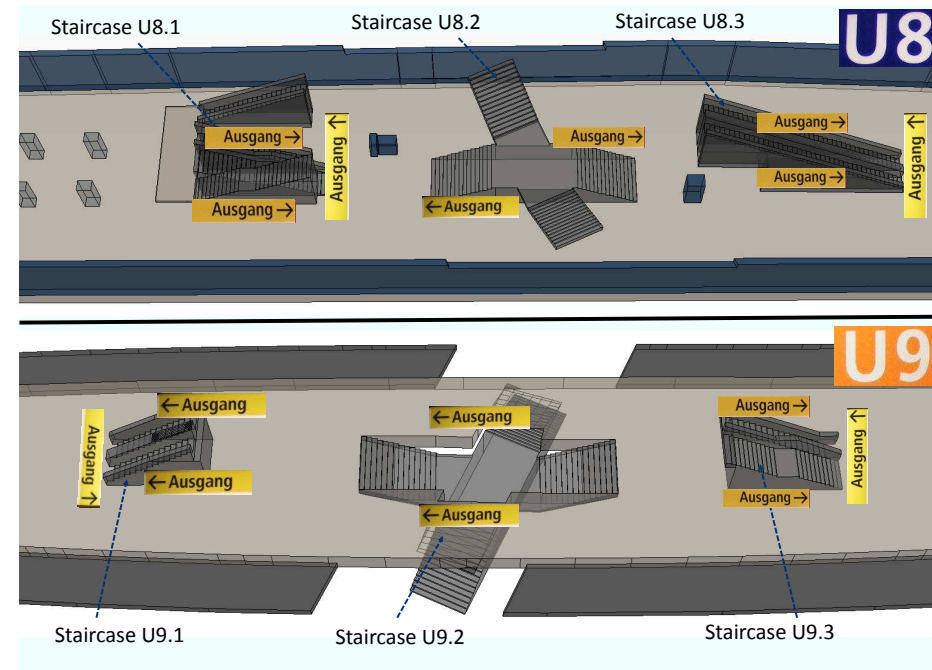 Staircase U8.1
Staircase U8.2
Staircase U8.3
U8
Ausgang →
Ausgang →
Ausgang →
← Ausgang
Ausgang →
Ausgang →
Ausgang →
Ausgang →
Ausgang →
U9
Ausgang →
← Ausgang
← Ausgang
← Ausgang
← Ausgang
Ausgang →
Ausgang →
Ausgang →
Staircase U9.1
Staircase U9.2
Staircase U9.3